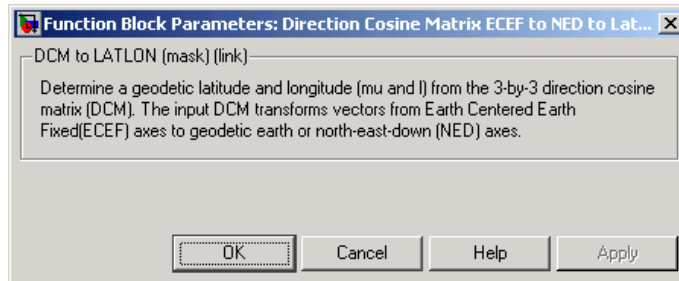 Function Block Parameters: Direction Cosine Matrix ECEF to NED to Lat...
DCM to LATLON (mask) (link)
Determine a geodetic latitude and longitude (mu and l) from the 3-by-3 direction cosine
matrix (DCM). The input DCM transforms vectors from Earth Centered Earth
Fixed(ECEF) axes to geodetic earth or north-east-down (NED) axes.
OK Cancel Help Apply